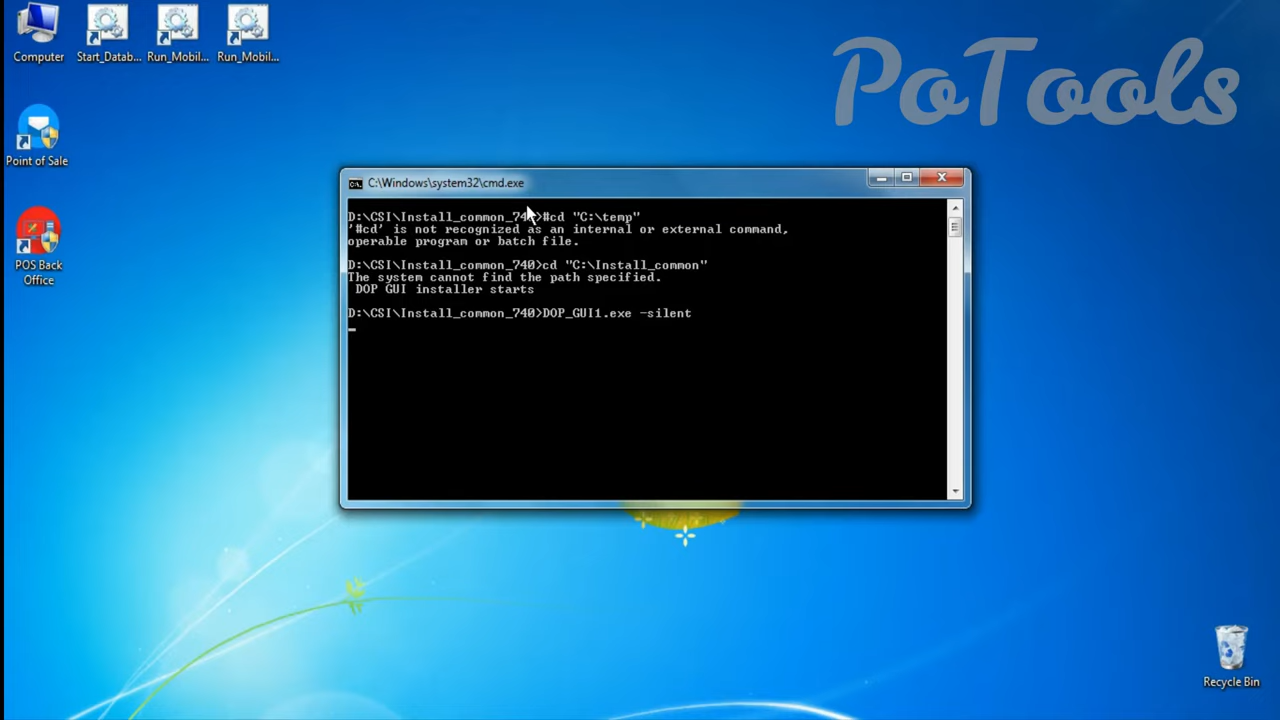 PoTools
Computer
Start_Datab...
Run_Mobil...
Run_Mobil...
Point of Sale
POS Back
Office
C:\Windows\system32\cmd.exe
D:\CSI\Install_common_740>#cd "C:\temp"
'#cd' is not recognized as an internal or external command,
operable program or batch file.
D:\CSI\Install_common_740>cd "C:\Install_common"
The system cannot find the path specified.
DOP GUI installer starts
D:\CSI\Install_common_740>DOP_GUI1.exe -silent
Recycle Bin